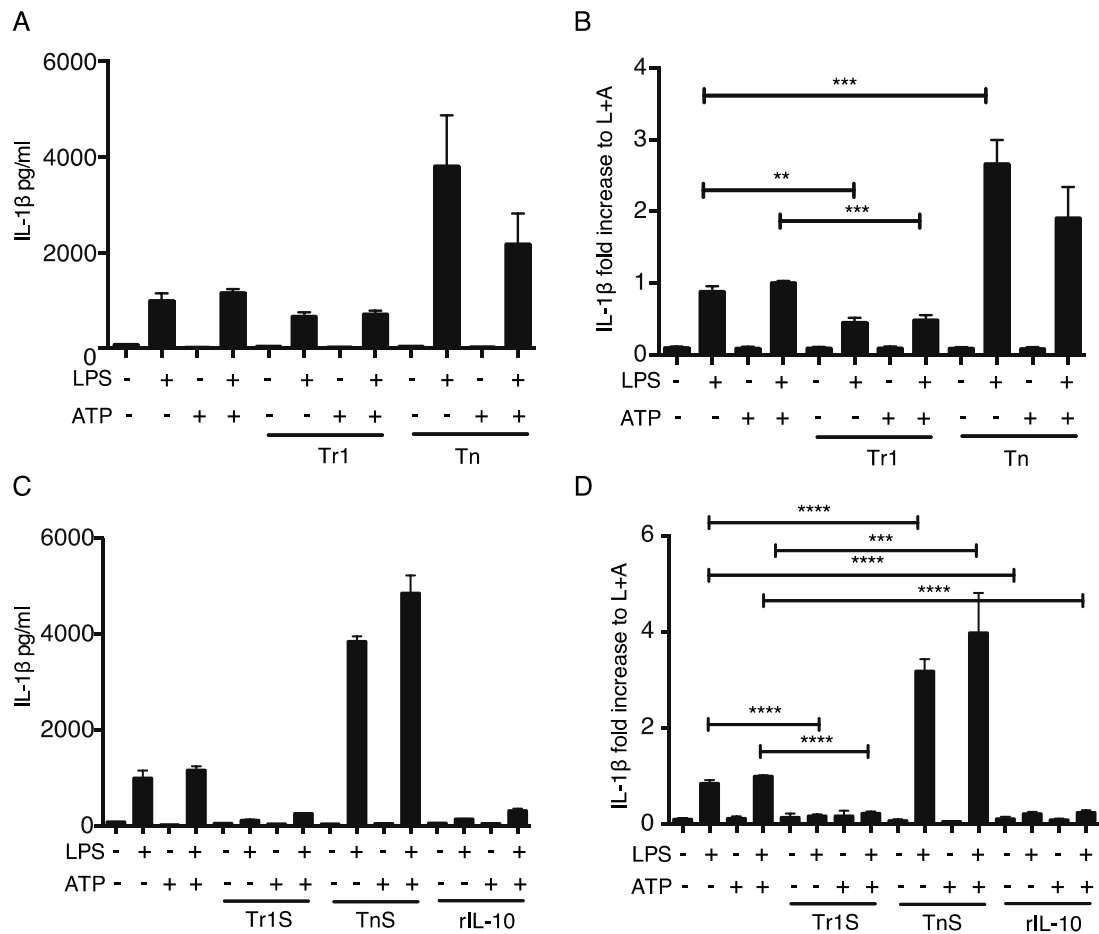 A
IL-1β pg/ml
6000
4000
2000
0
LPS - + - + - + - + - + - +
ATP - - + + - - + + - - + +
Tr1 Tn
B
IL-1β fold increase to L+A
4
3
2
1
0
***
**
***
LPS - + - + - + - + - + - +
ATP - - + + - - + + - - + +
Tr1 Tn
C
IL-1β pg/ml
6000
4000
2000
0
LPS - + - + - + - + - + - + - + - +
ATP - - + + - - + + - - + + - - + +
Tr1S TnS rIL-10
D
IL-1β fold increase to L+A
6
4
2
0
****
***
****
****
****
****
LPS - + - + - + - + - + - + - + - +
ATP - - + + - - + + - - + + - - + +
Tr1S TnS rIL-10